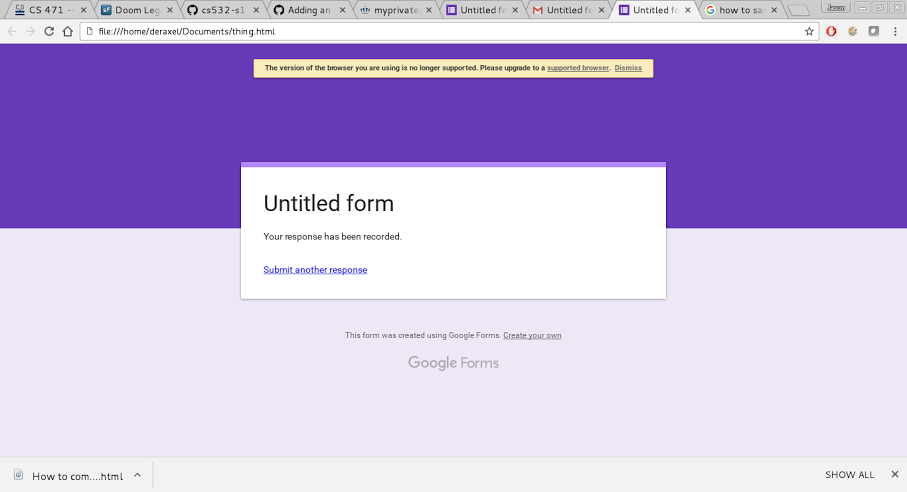 CS 471 -
Doom Leg
cs532-s1
Adding an
myprivate
Untitled fo
Untitled fo
Untitled fo
how to sav
Jason
file:///home/deraxel/Documents/thing.html
The version of the browser you are using is no longer supported. Please upgrade to a supported browser. Dismiss
Untitled form
Your response has been recorded.
Submit another response
This form was created using Google Forms. Create your own
Google Forms
How to com....html
SHOW ALL